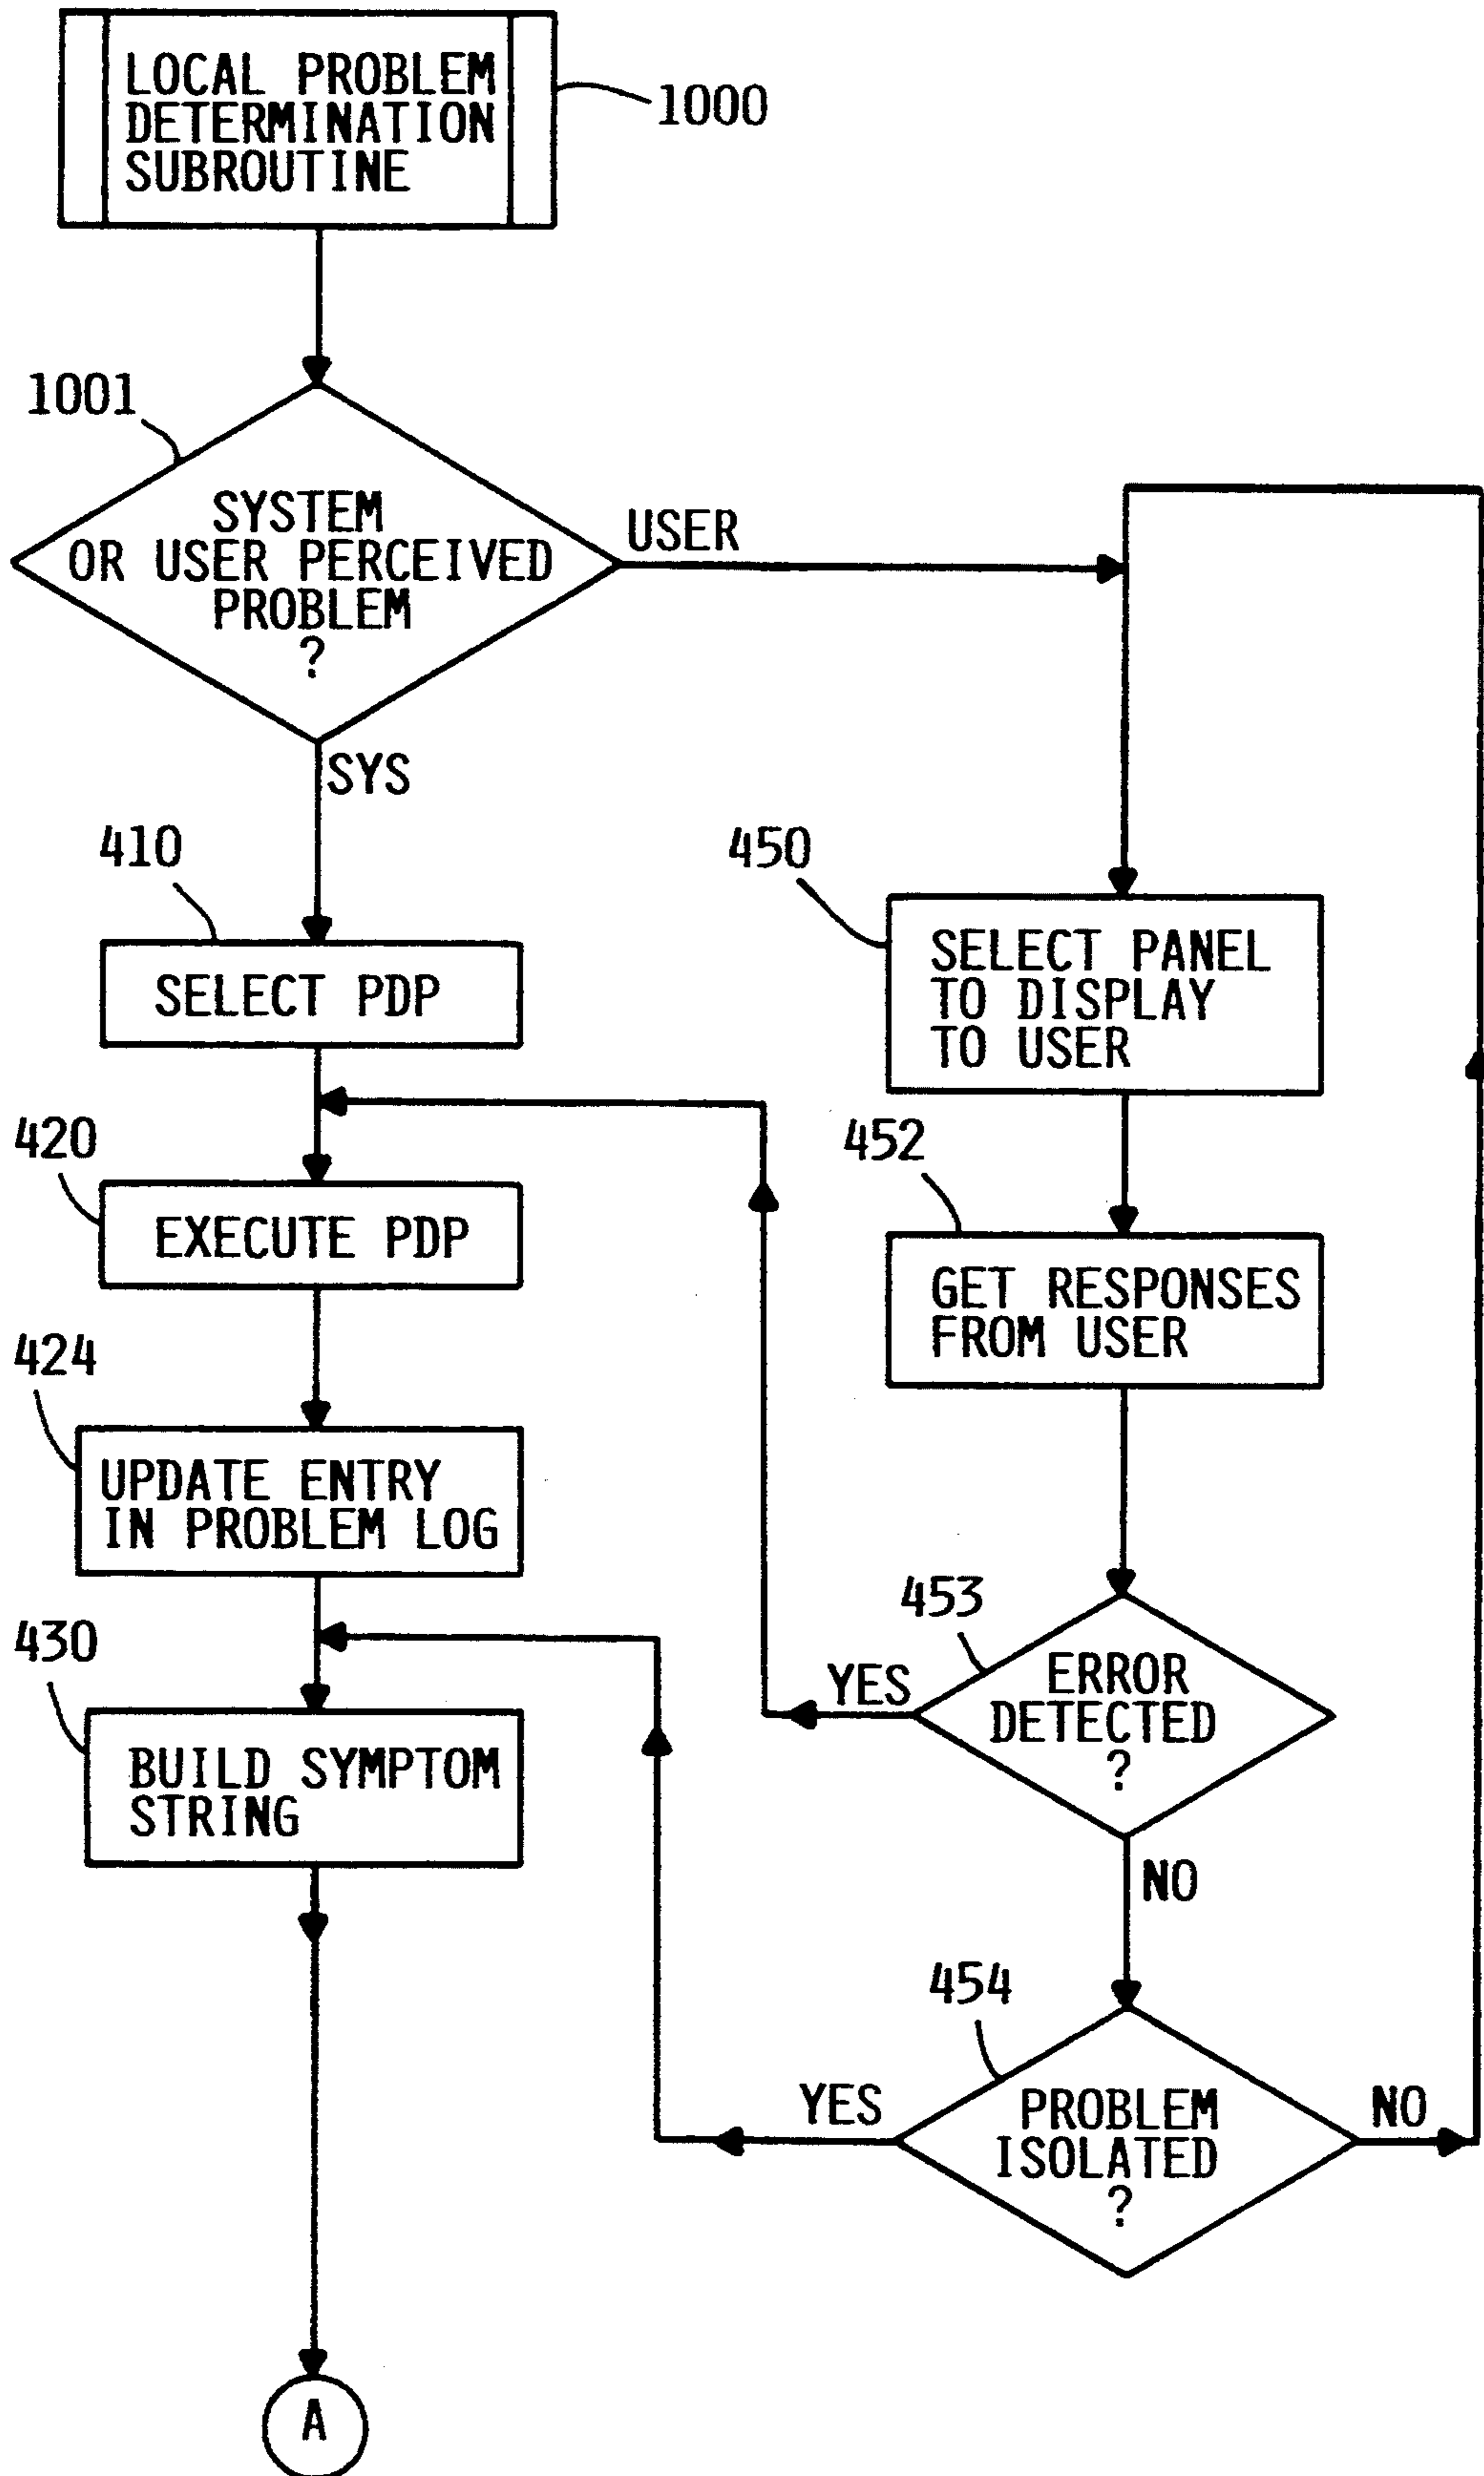 LOCAL PROBLEM
DETERMINATION
SUBROUTINE
1000
1001
SYSTEM
OR USER PERCEIVED
PROBLEM
?
USER
SYS
410
SELECT PDP
450
SELECT PANEL
TO DISPLAY
TO USER
420
EXECUTE PDP
452
GET RESPONSES
FROM USER
424
UPDATE ENTRY
IN PROBLEM LOG
453
ERROR
DETECTED
?
YES
NO
430
BUILD SYMPTOM
STRING
454
PROBLEM
ISOLATED
?
YES
NO
A